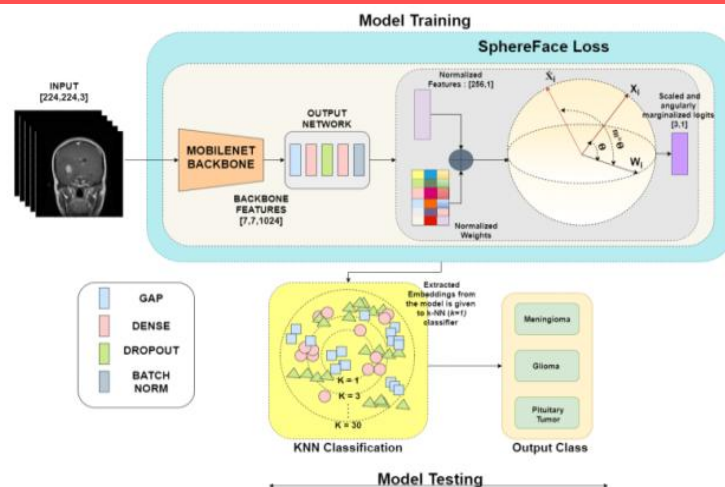 Model Training
SphereFace Loss
INPUT
[224,224,3]
MOBILENET
BACKBONE
BACKBONE
FEATURES
[7,7,1024]
OUTPUT
NETWORK
Normalized
Features : [256,1]
Normalized
Weights
X̂i
Xi
m*Θ
Θ
Wi
Scaled and
angularly
marginalized logits
[3,1]
GAP
DENSE
DROPOUT
BATCH
NORM
Extracted
Embeddings from
the model is given
to k-NN (k=1)
classifier
K = 1
K = 3
K = 30
KNN Classification
Meningioma
Glioma
Pituitary
Tumor
Output Class
Model Testing